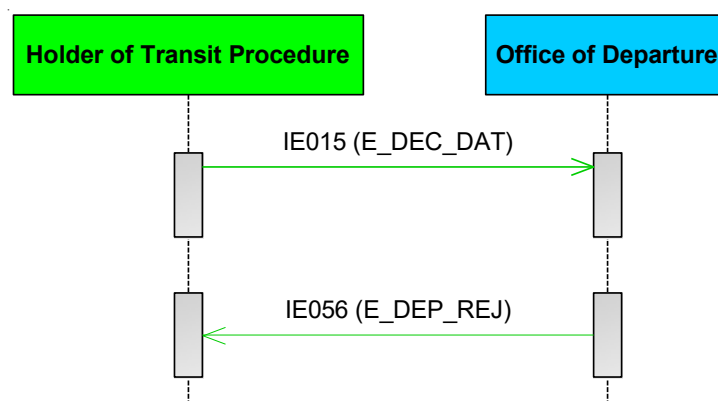 Holder of Transit Procedure
Office of Departure
IE015 (E_DEC_DAT)
IE056 (E_DEP_REJ)